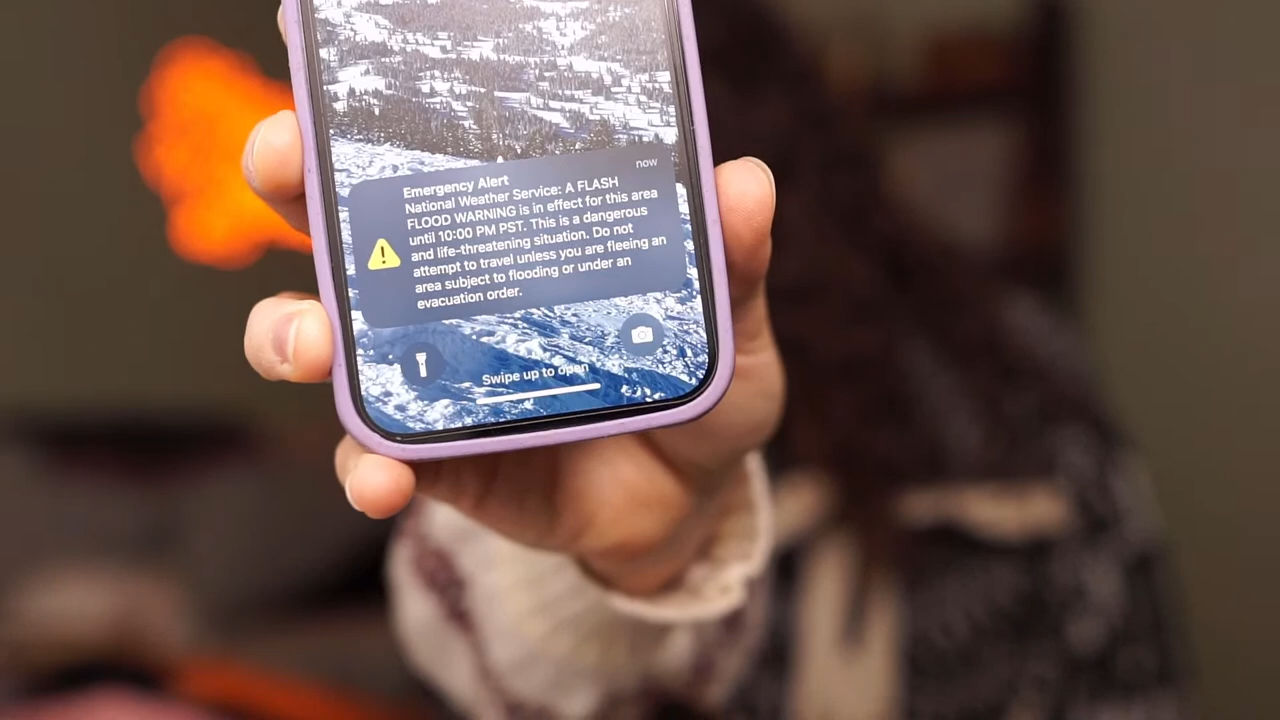 now
Emergency Alert
National Weather Service: A FLASH
FLOOD WARNING is in effect for this area
until 10:00 PM PST. This is a dangerous
and life-threatening situation. Do not
attempt to travel unless you are fleeing an
area subject to flooding or under an
evacuation order.
Swipe up to open